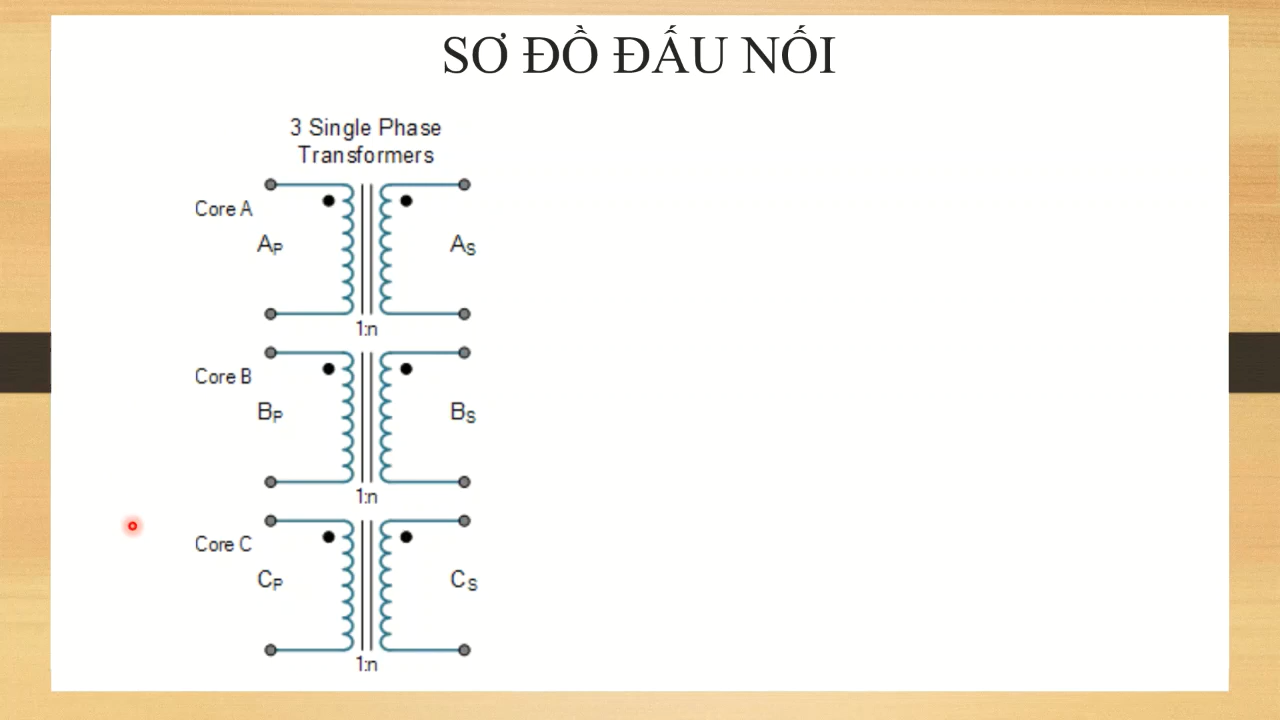 SƠ ĐỒ ĐẤU NỐI
3 Single Phase
Transformers
Core A
AP
AS
1:n
Core B
BP
BS
1:n
Core C
CP
CS
1:n